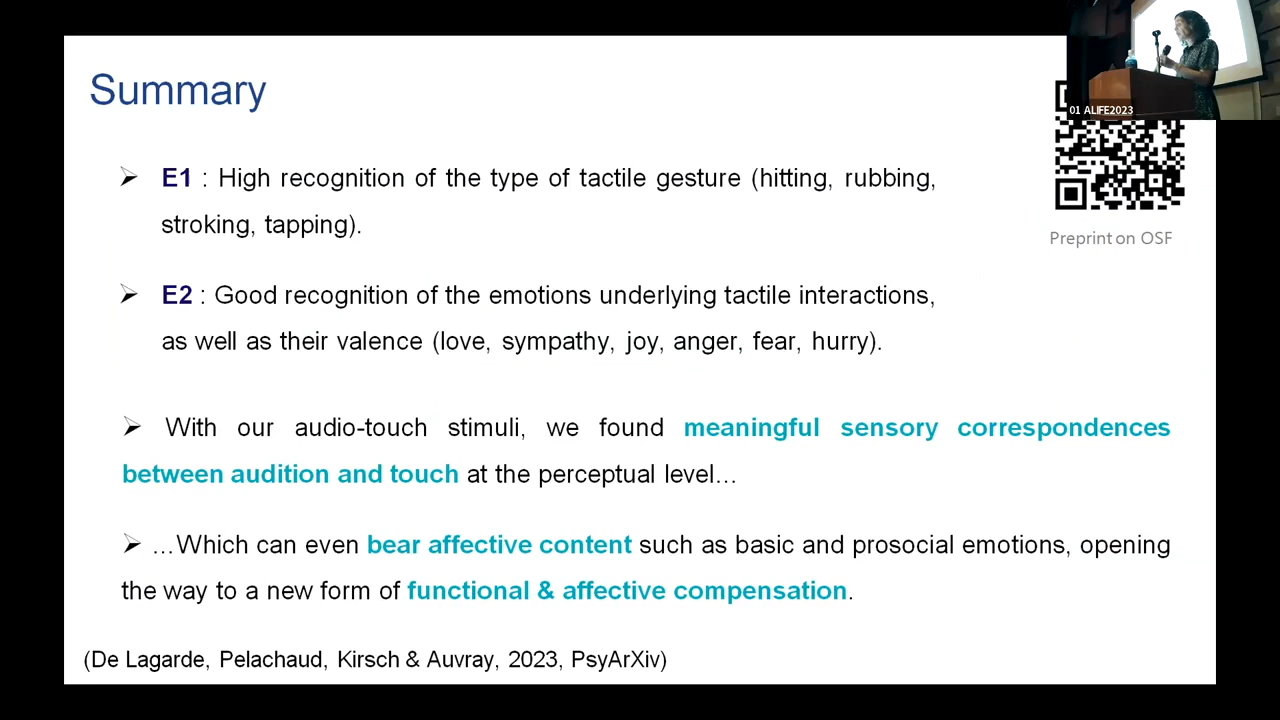 Summary
01 ALIFE2023
➢ E1 : High recognition of the type of tactile gesture (hitting, rubbing,
stroking, tapping).
Preprint on OSF
➢ E2 : Good recognition of the emotions underlying tactile interactions,
as well as their valence (love, sympathy, joy, anger, fear, hurry).
➢ With our audio-touch stimuli, we found meaningful sensory correspondences
between audition and touch at the perceptual level…
➢ …Which can even bear affective content such as basic and prosocial emotions, opening
the way to a new form of functional & affective compensation.
(De Lagarde, Pelachaud, Kirsch & Auvray, 2023, PsyArXiv)